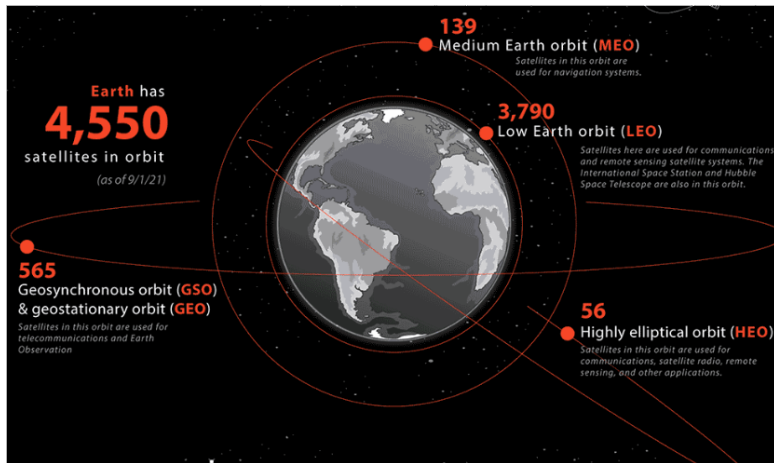 139
Medium Earth orbit (MEO)
Satellites in this orbit are
used for navigation systems.
Earth has
4,550
satellites in orbit
(as of 9/1/21)
3,790
Low Earth orbit (LEO)
Satellites here are used for communications
and remote sensing satellite systems. The
International Space Station and Hubble
Space Telescope are also in this orbit.
565
Geosynchronous orbit (GSO)
& geostationary orbit (GEO)
Satellites in this orbit are used for
telecommunications and Earth
Observation
56
Highly elliptical orbit (HEO)
Satellites in this orbit are used for
communications, satellite radio, remote
sensing, and other applications.